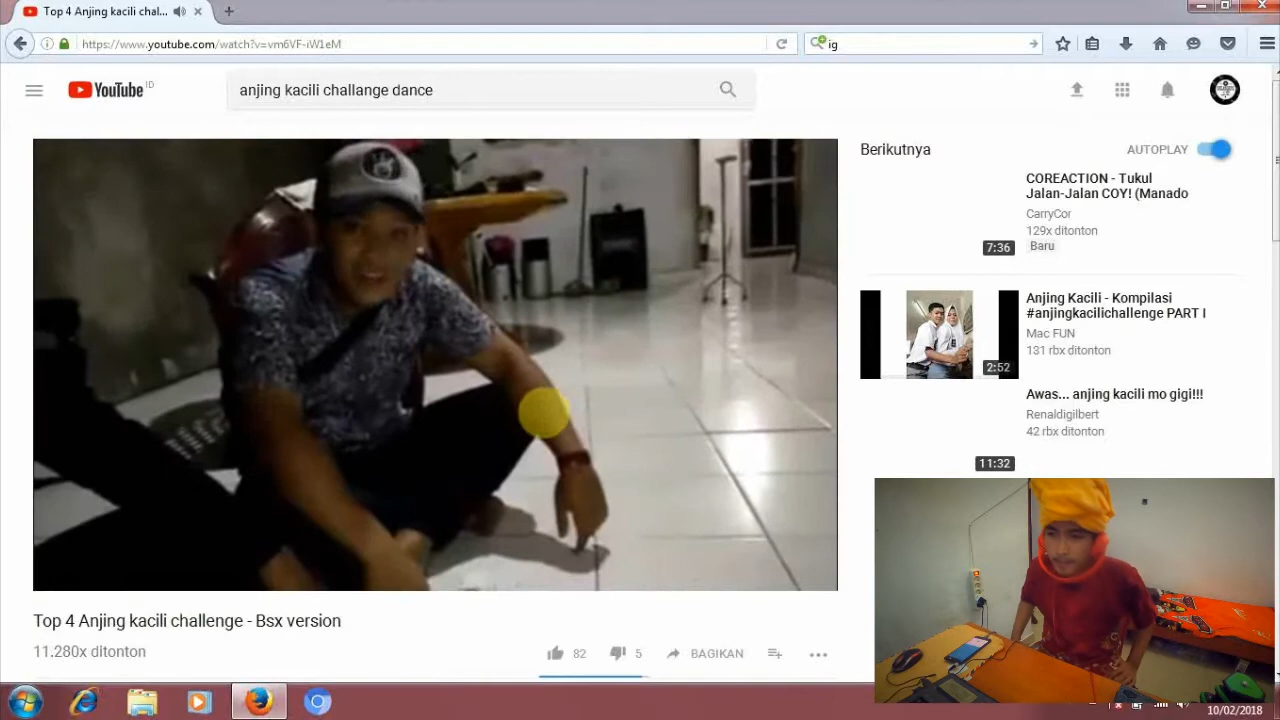 Top 4 Anjing kacili chal...
https://www.youtube.com/watch?v=vm6VF-iW1eM
ig
YouTube ID
anjing kacili challange dance
Berikutnya
AUTOPLAY
COREACTION - Tukul
Jalan-Jalan COY! (Manado
CarryCor
129x ditonton
Baru
7:36
Anjing Kacili - Kompilasi
#anjingkacilichallenge PART I
Mac FUN
131 rbx ditonton
2:52
Awas... anjing kacili mo gigi!!!
Renaldigilbert
42 rbx ditonton
11:32
Top 4 Anjing kacili challenge - Bsx version
11.280x ditonton
82
5
BAGIKAN
10/02/2018